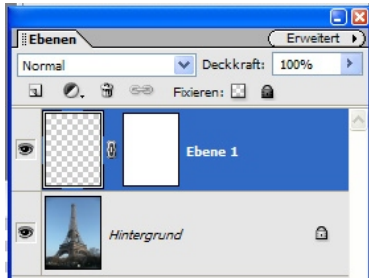 Ebenen
Erweitert
Normal
Deckkraft: 100%
Fixieren:
Ebene 1
Hintergrund